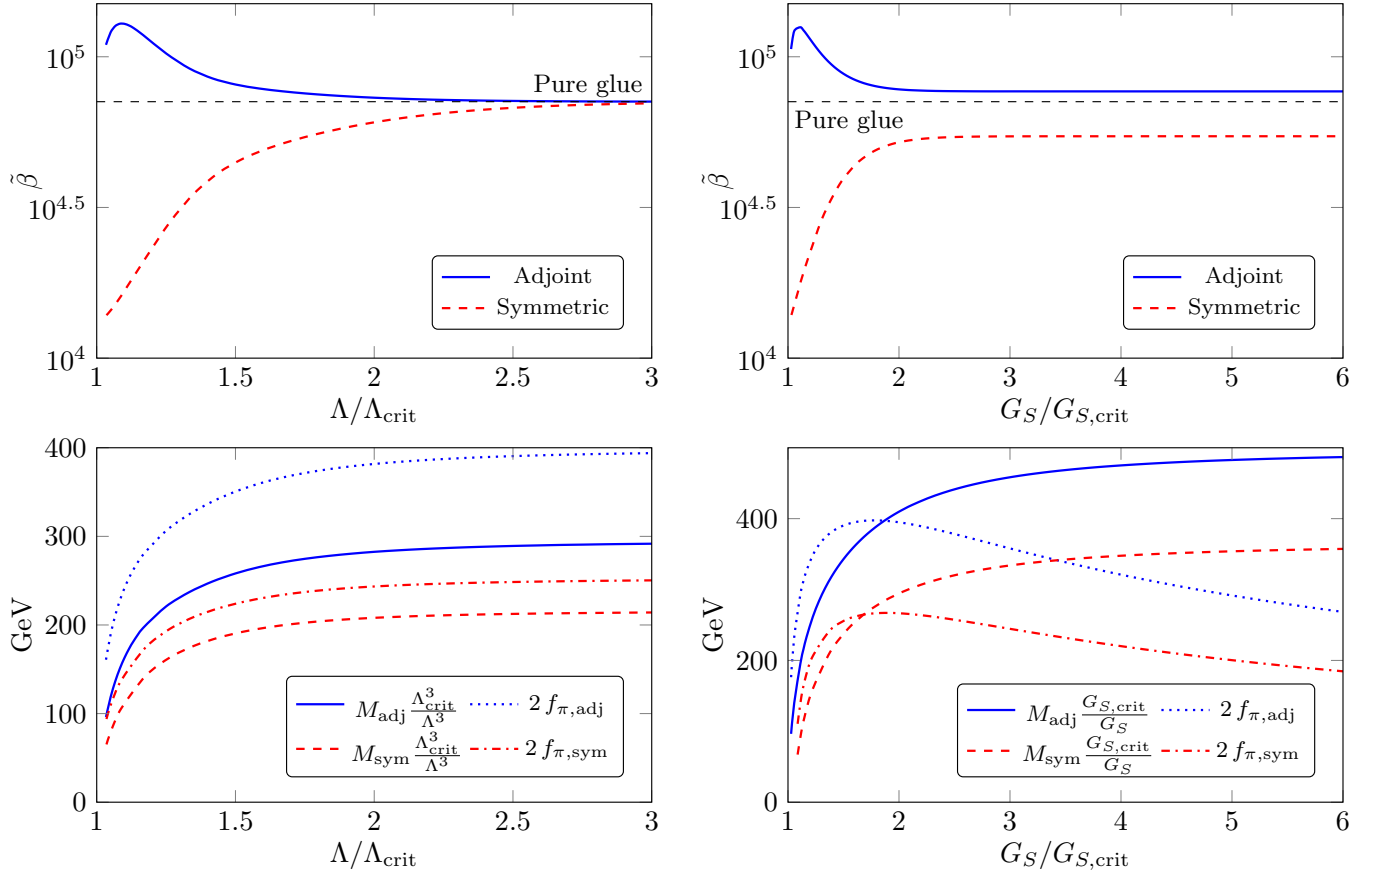 10^5
Pure glue
β̃
10^4.5
Adjoint
Symmetric
10^4
1 1.5 2 2.5 3
Λ/Λ_crit
10^5
Pure glue
β̃
10^4.5
Adjoint
Symmetric
10^4
1 2 3 4 5 6
G_S/G_S,crit
400
300
GeV
200
100
0
M_adj Λ^3_crit/Λ^3 2 f_π,adj
M_sym Λ^3_crit/Λ^3 2 f_π,sym
1 1.5 2 2.5 3
Λ/Λ_crit
400
GeV
200
0
M_adj G_S,crit/G_S 2 f_π,adj
M_sym G_S,crit/G_S 2 f_π,sym
1 2 3 4 5 6
G_S/G_S,crit